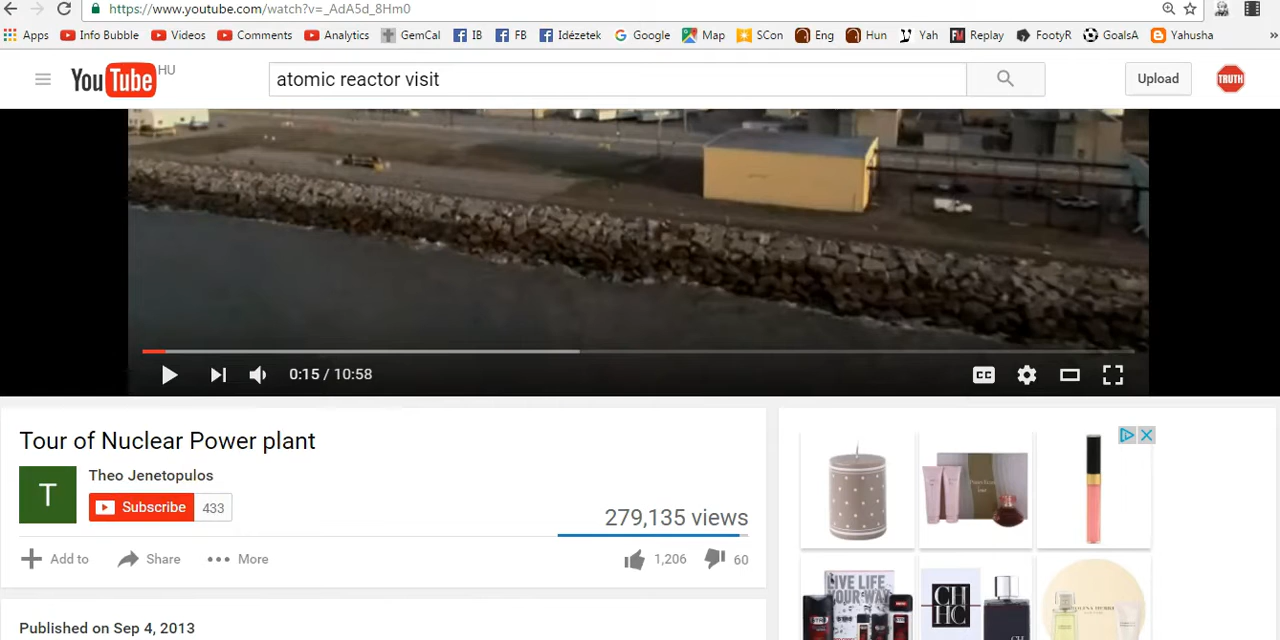 https://www.youtube.com/watch?v=_AdA5d_8Hm0
Apps Info Bubble Videos Comments Analytics GemCal IB FB Idézetek Google Map SCon Eng Hun Yah Replay FootyR GoalsA Yahusha »
YouTube HU
atomic reactor visit
Upload
TRUTH
0:15 / 10:58
CC
Tour of Nuclear Power plant
T
Theo Jenetopulos
Subscribe 433
279,135 views
Add to Share More
1,206 60
Published on Sep 4, 2013
LIVE LIFE
YOUR WAY
CH
HC